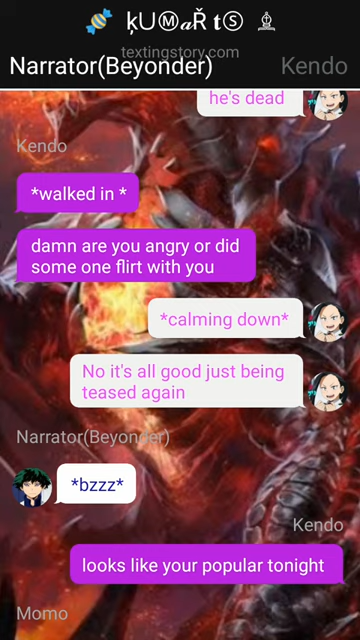 🍬 ķUⓂ𝓪Ř 𝐭Ⓢ ♗
textingstory.com
Narrator(Beyonder) Kendo
he's dead
Kendo
*walked in *
damn are you angry or did
some one flirt with you
*calming down*
No it's all good just being
teased again
Narrator(Beyonder)
*bzzz*
Kendo
looks like your popular tonight
Momo